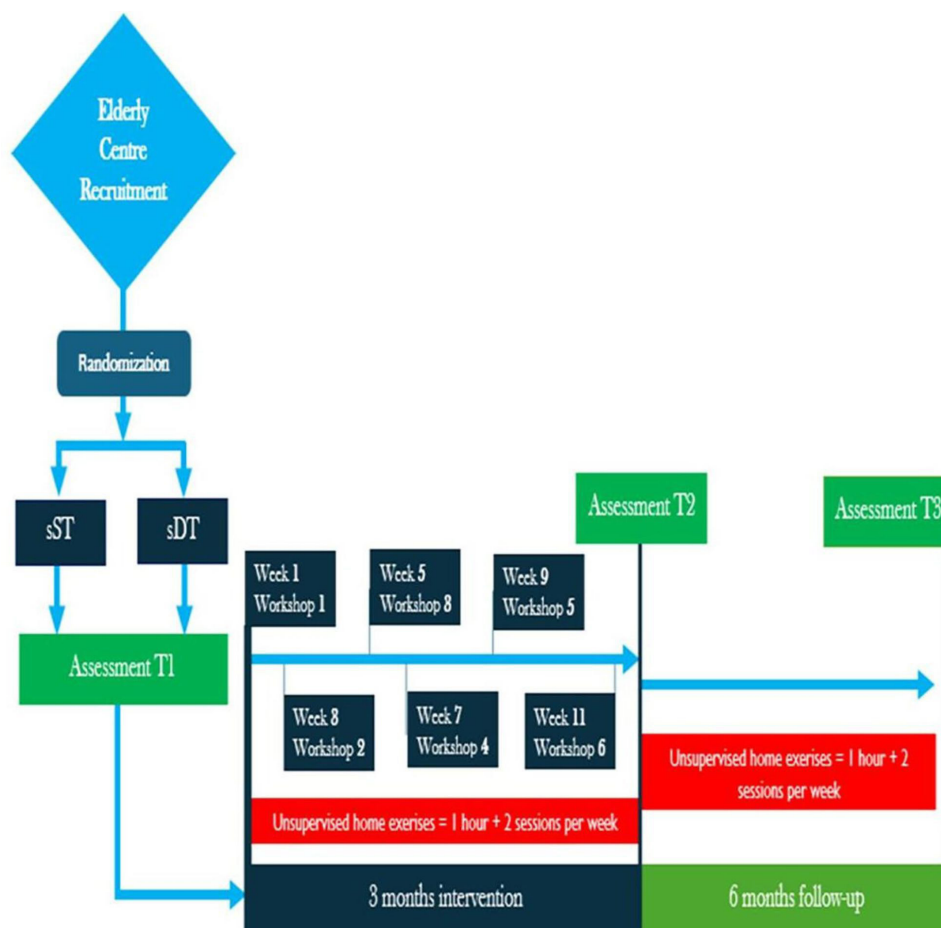 Elderly
Centre
Recruitment
Randomization
sST
sDT
Assessment T1
Week 1
Workshop 1
Week 5
Workshop 3
Week 9
Workshop 5
Assessment T2
Assessment T3
Week 3
Workshop 2
Week 7
Workshop 4
Week 11
Workshop 6
Unsupervised home exerises = 1 hour + 2
sessions per week
Unsupervised home exerises = 1 hour + 2 sessions per week
3 months intervention
6 months follow-up